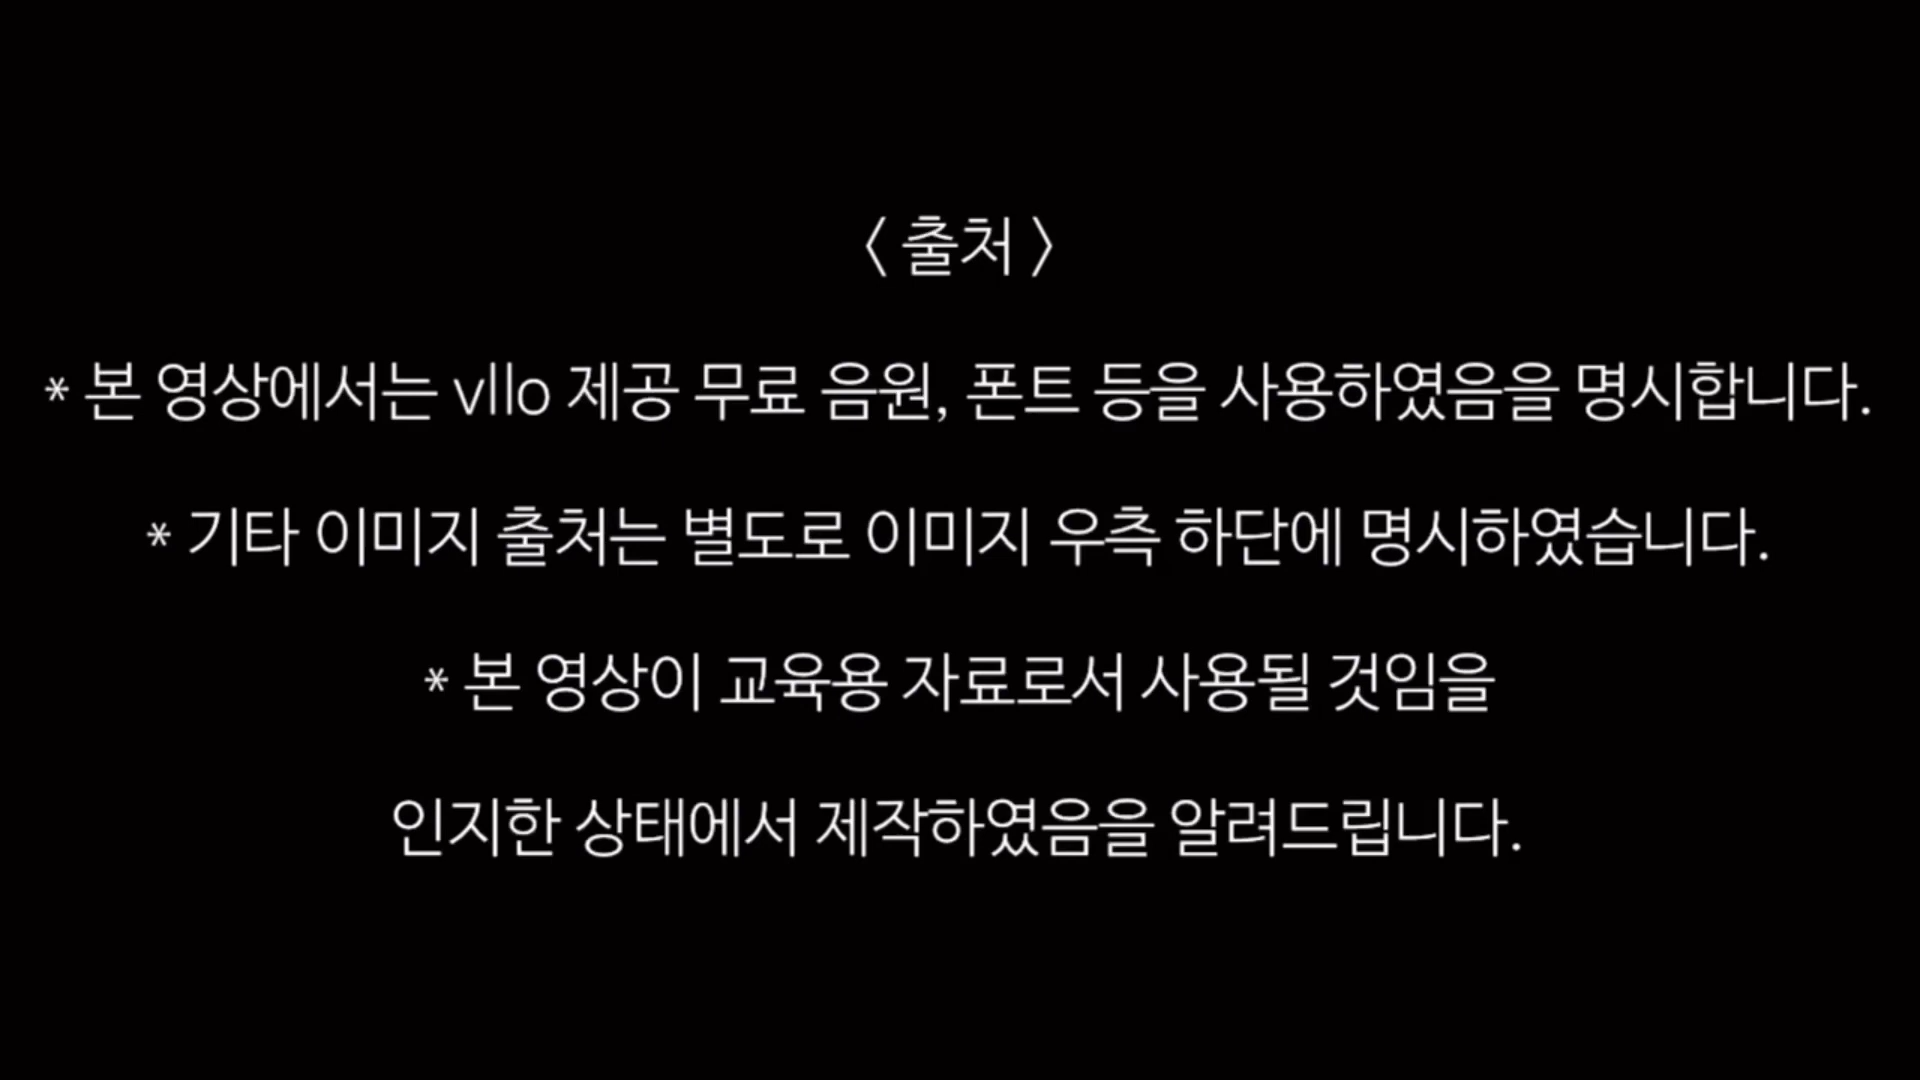 〈 출처 〉
* 본 영상에서는 vllo 제공 무료 음원, 폰트 등을 사용하였음을 명시합니다.
* 기타 이미지 출처는 별도로 이미지 우측 하단에 명시하였습니다.
* 본 영상이 교육용 자료로서 사용될 것임을
인지한 상태에서 제작하였음을 알려드립니다.